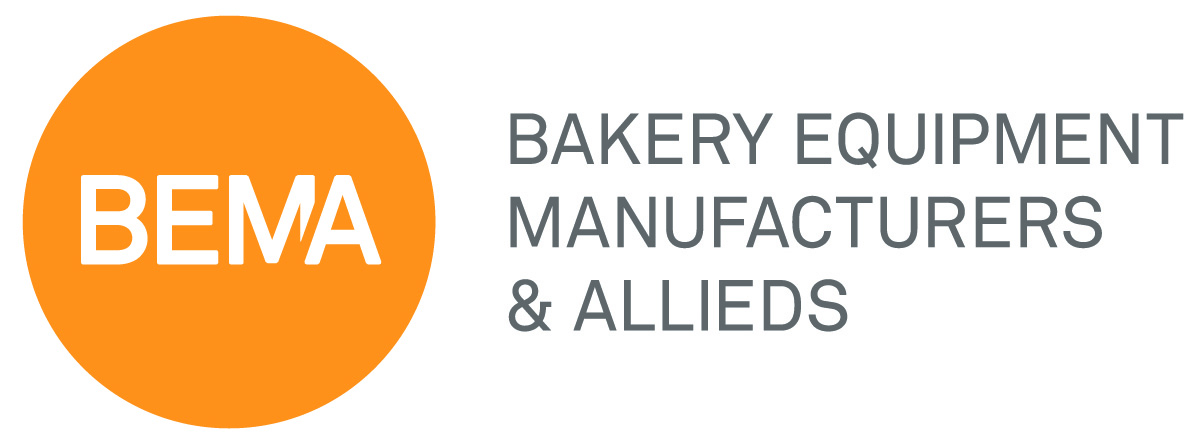 BEMA
BAKERY EQUIPMENT
MANUFACTURERS
& ALLIEDS